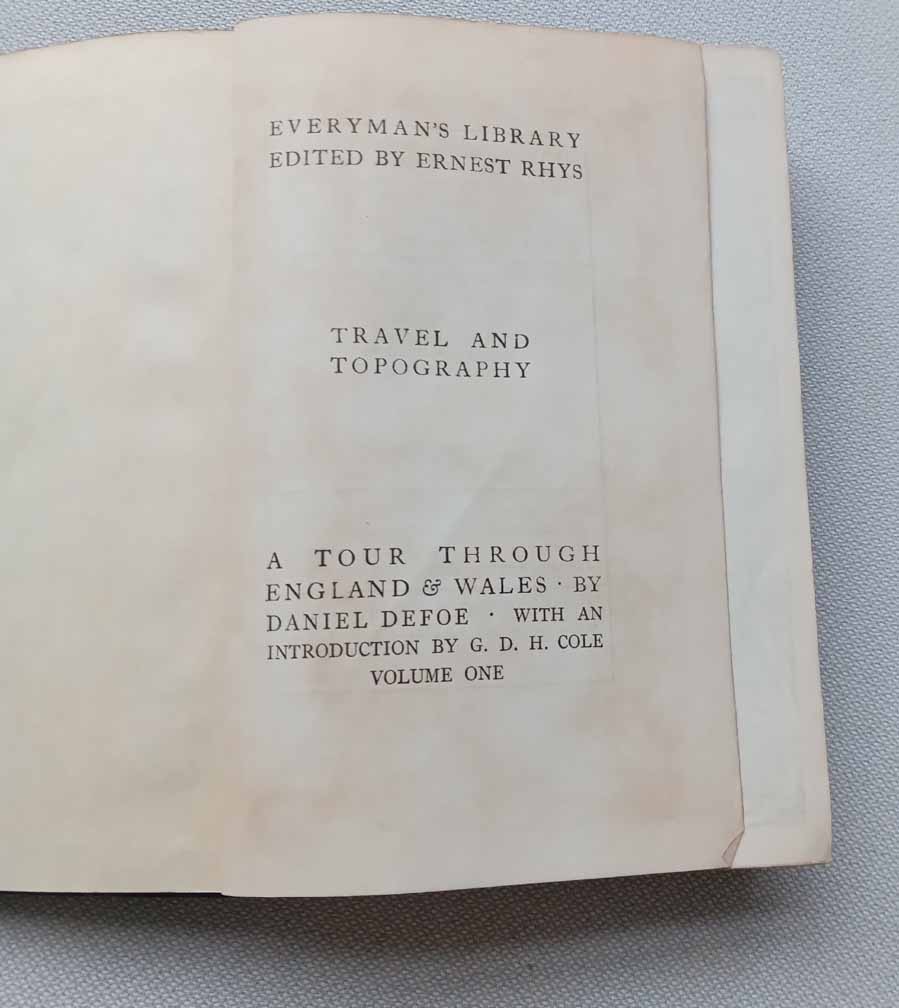 EVERYMAN'S LIBRARY
EDITED BY ERNEST RHYS
TRAVEL AND
TOPOGRAPHY
A TOUR THROUGH
ENGLAND & WALES · BY
DANIEL DEFOE · WITH AN
INTRODUCTION BY G. D. H. COLE
VOLUME ONE